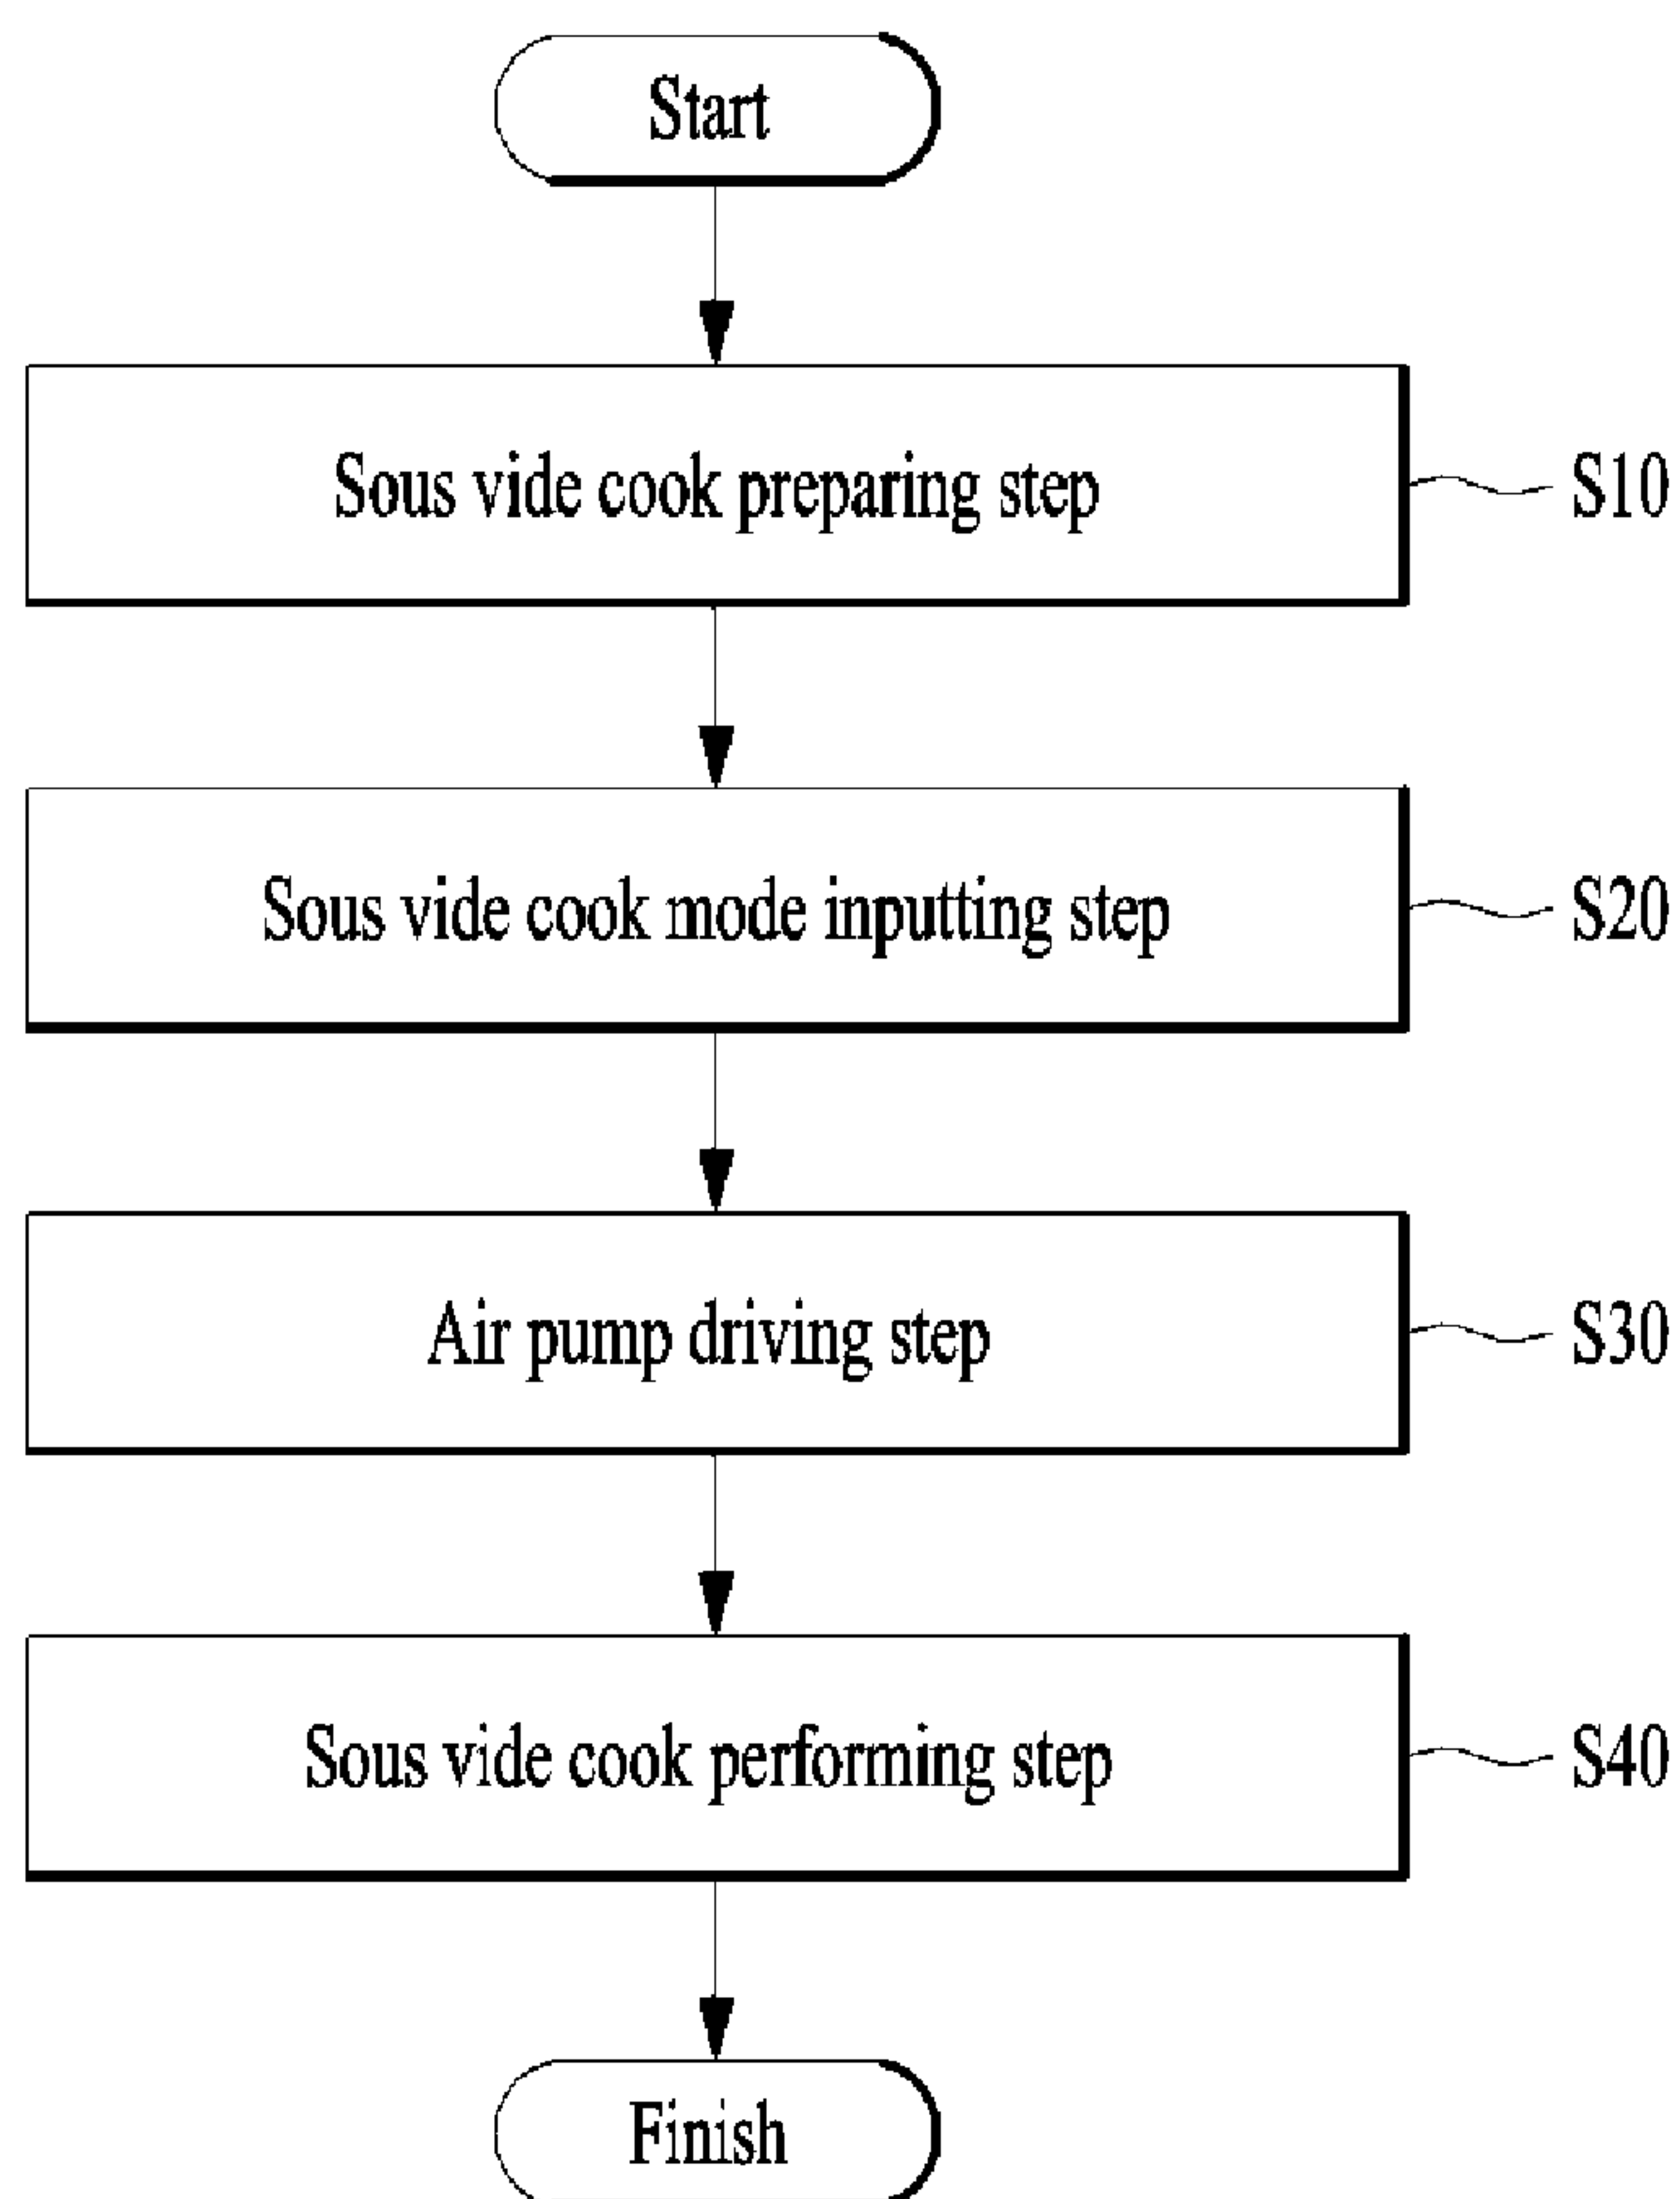 Start
Sous vide cook preparing step
S10
Sous vide cook mode inputting step
S20
Air pump driving step
S30
Sous vide cook performing step
S40
Finish